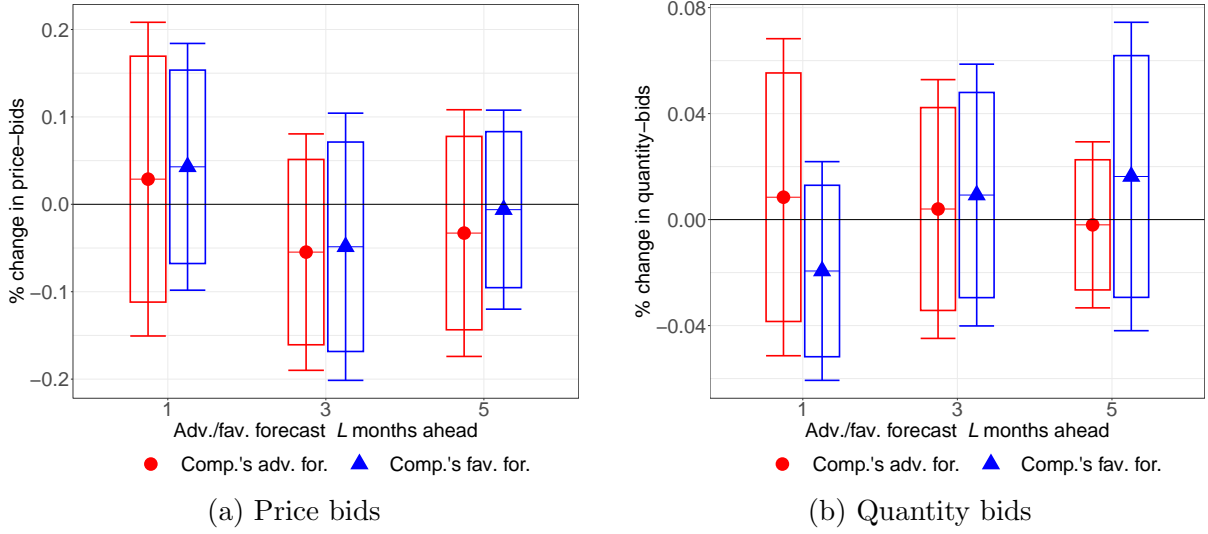 % change in price−bids
0.2
0.1
0.0
−0.1
−0.2
1
3
5
Adv./fav. forecast L months ahead
Comp.'s adv. for.
Comp.'s fav. for.
(a) Price bids
% change in quantity−bids
0.08
0.04
0.00
−0.04
1
3
5
Adv./fav. forecast L months ahead
Comp.'s adv. for.
Comp.'s fav. for.
(b) Quantity bids